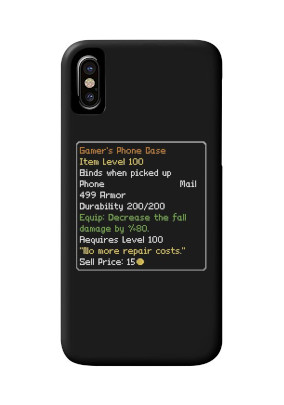 Gamer's Phone Case
Item Level 100
Binds when picked up
Phone Mail
499 Armor
Durability 200/200
Equip: Decrease the fall
damage by %80.
Requires Level 100
"No more repair costs."
Sell Price: 15